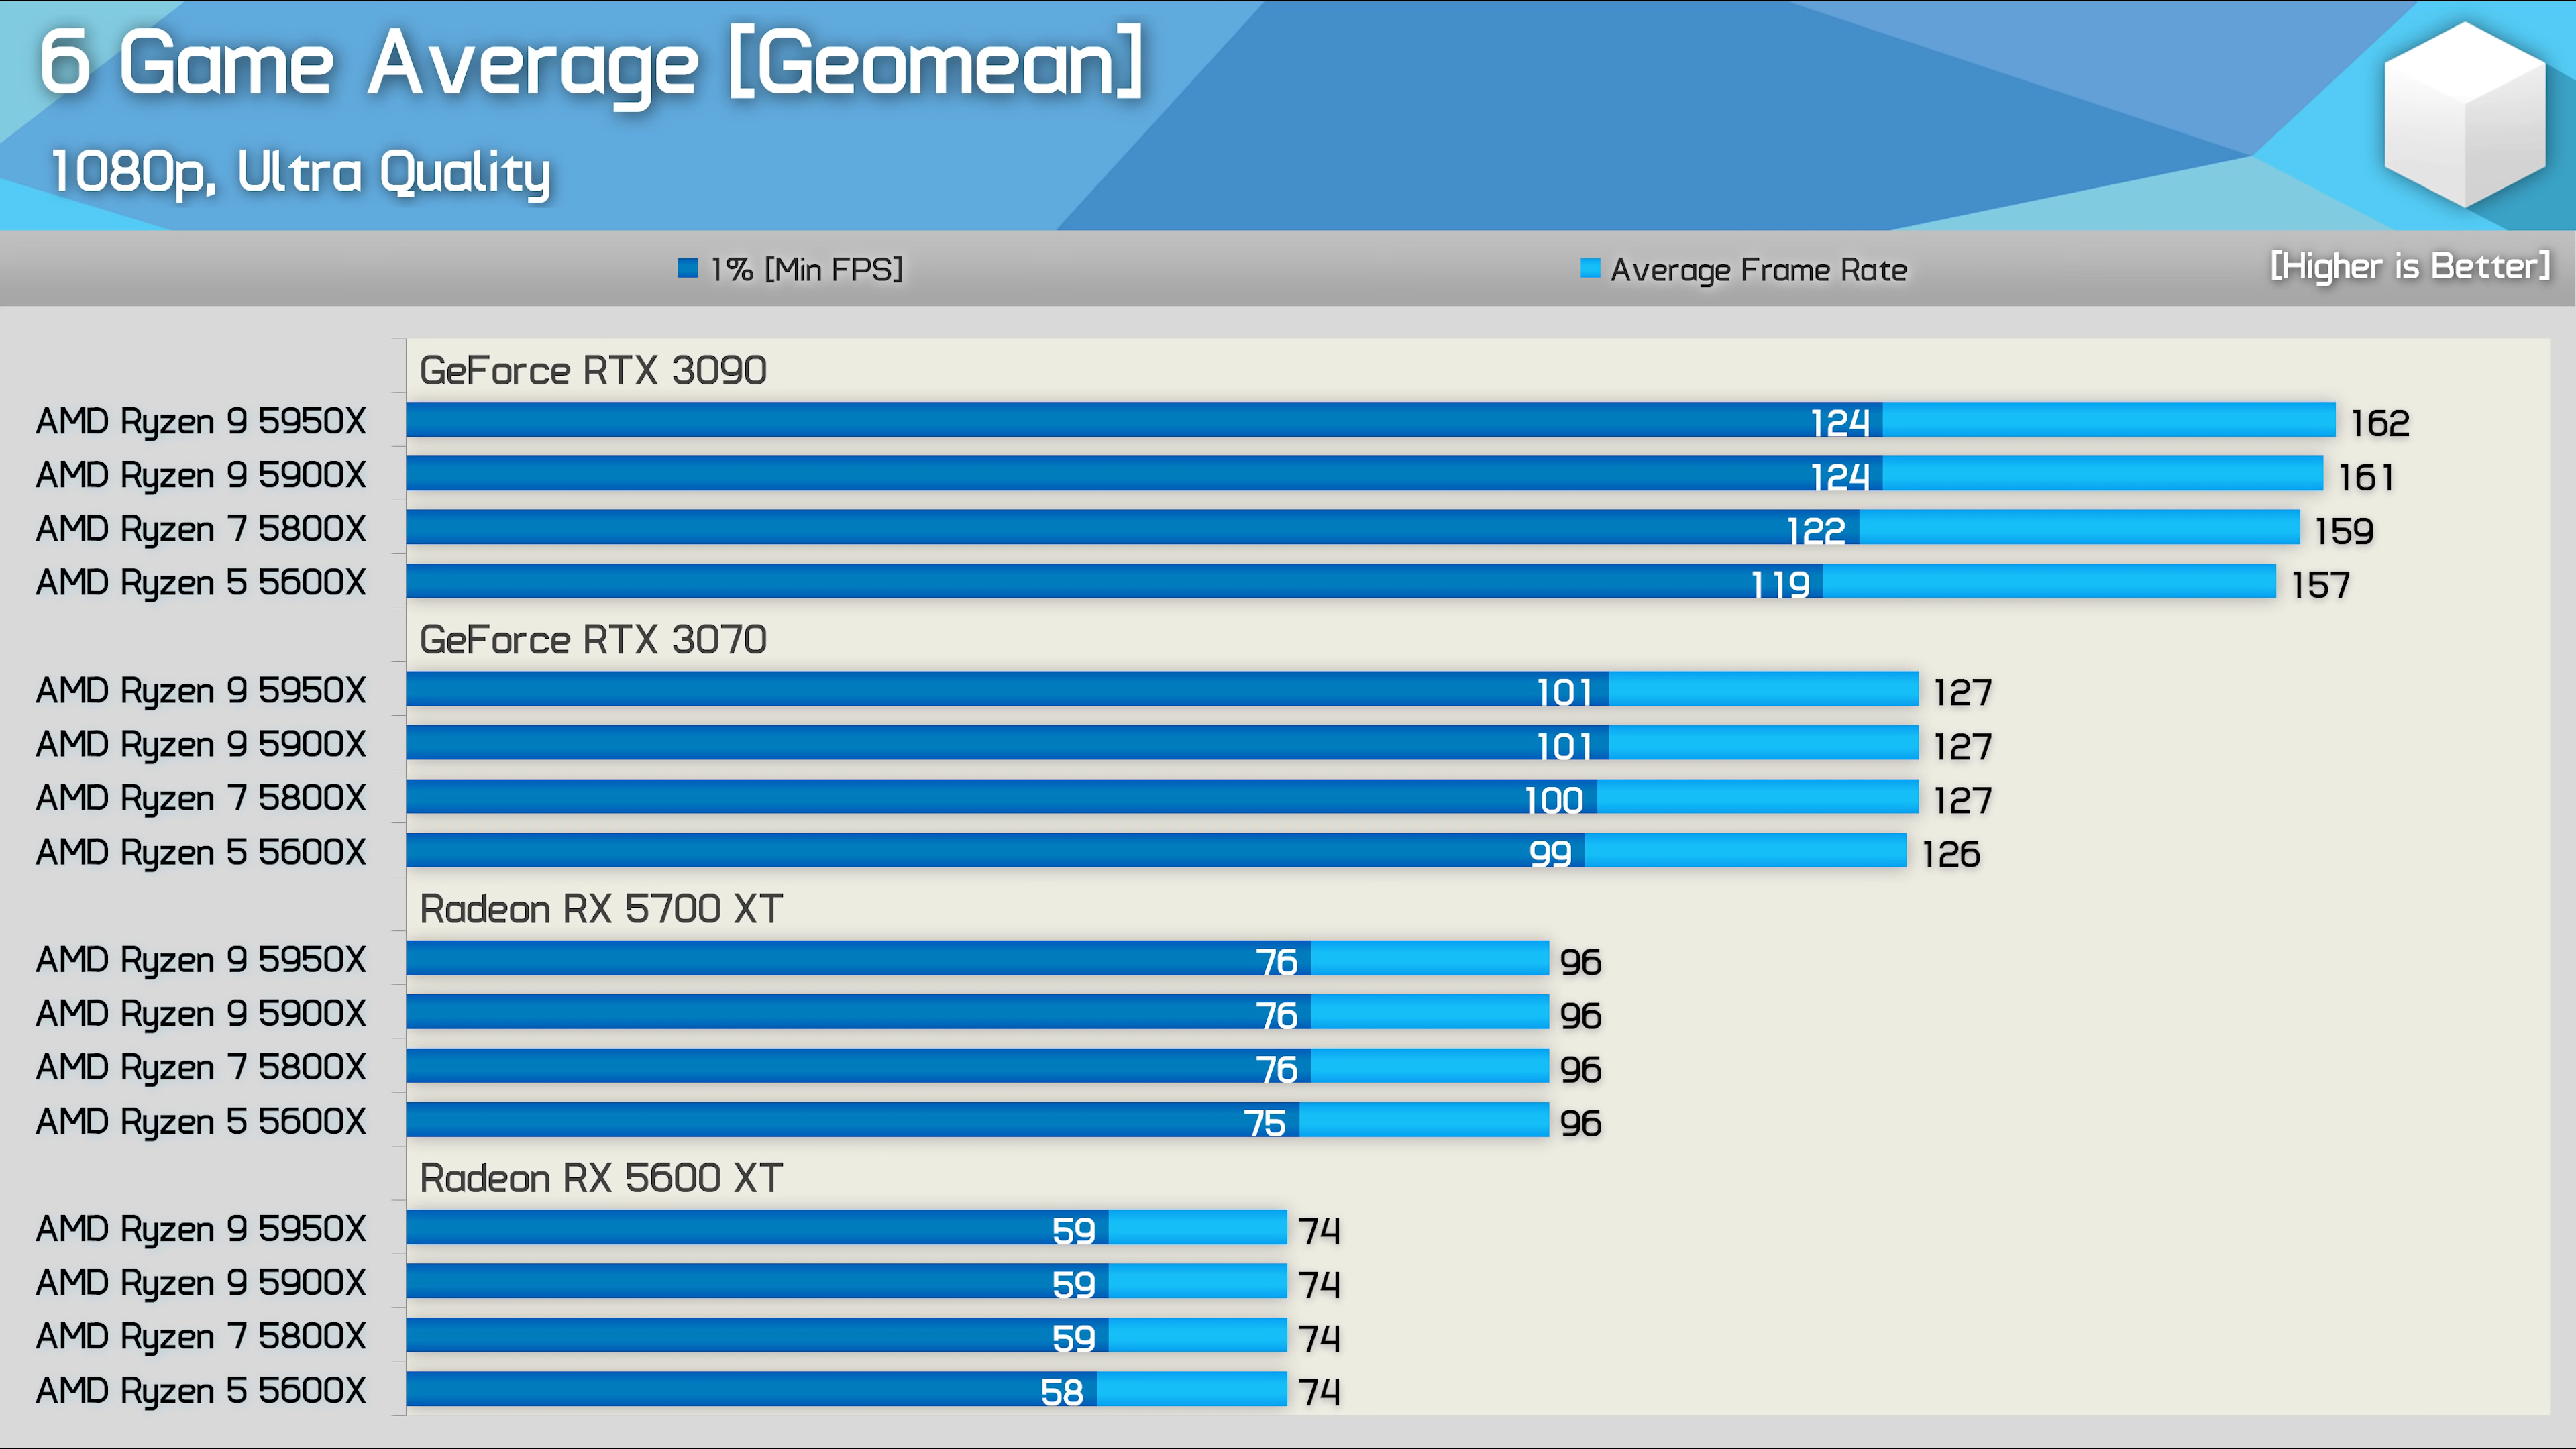 6 Game Average [Geomean]
1080p, Ultra Quality
1% [Min FPS] Average Frame Rate [Higher is Better]
GeForce RTX 3090
AMD Ryzen 9 5950X 124 162
AMD Ryzen 9 5900X 124 161
AMD Ryzen 7 5800X 122 159
AMD Ryzen 5 5600X 119 157
GeForce RTX 3070
AMD Ryzen 9 5950X 101 127
AMD Ryzen 9 5900X 101 127
AMD Ryzen 7 5800X 100 127
AMD Ryzen 5 5600X 99 126
Radeon RX 5700 XT
AMD Ryzen 9 5950X 76 96
AMD Ryzen 9 5900X 76 96
AMD Ryzen 7 5800X 76 96
AMD Ryzen 5 5600X 75 96
Radeon RX 5600 XT
AMD Ryzen 9 5950X 59 74
AMD Ryzen 9 5900X 59 74
AMD Ryzen 7 5800X 59 74
AMD Ryzen 5 5600X 58 74